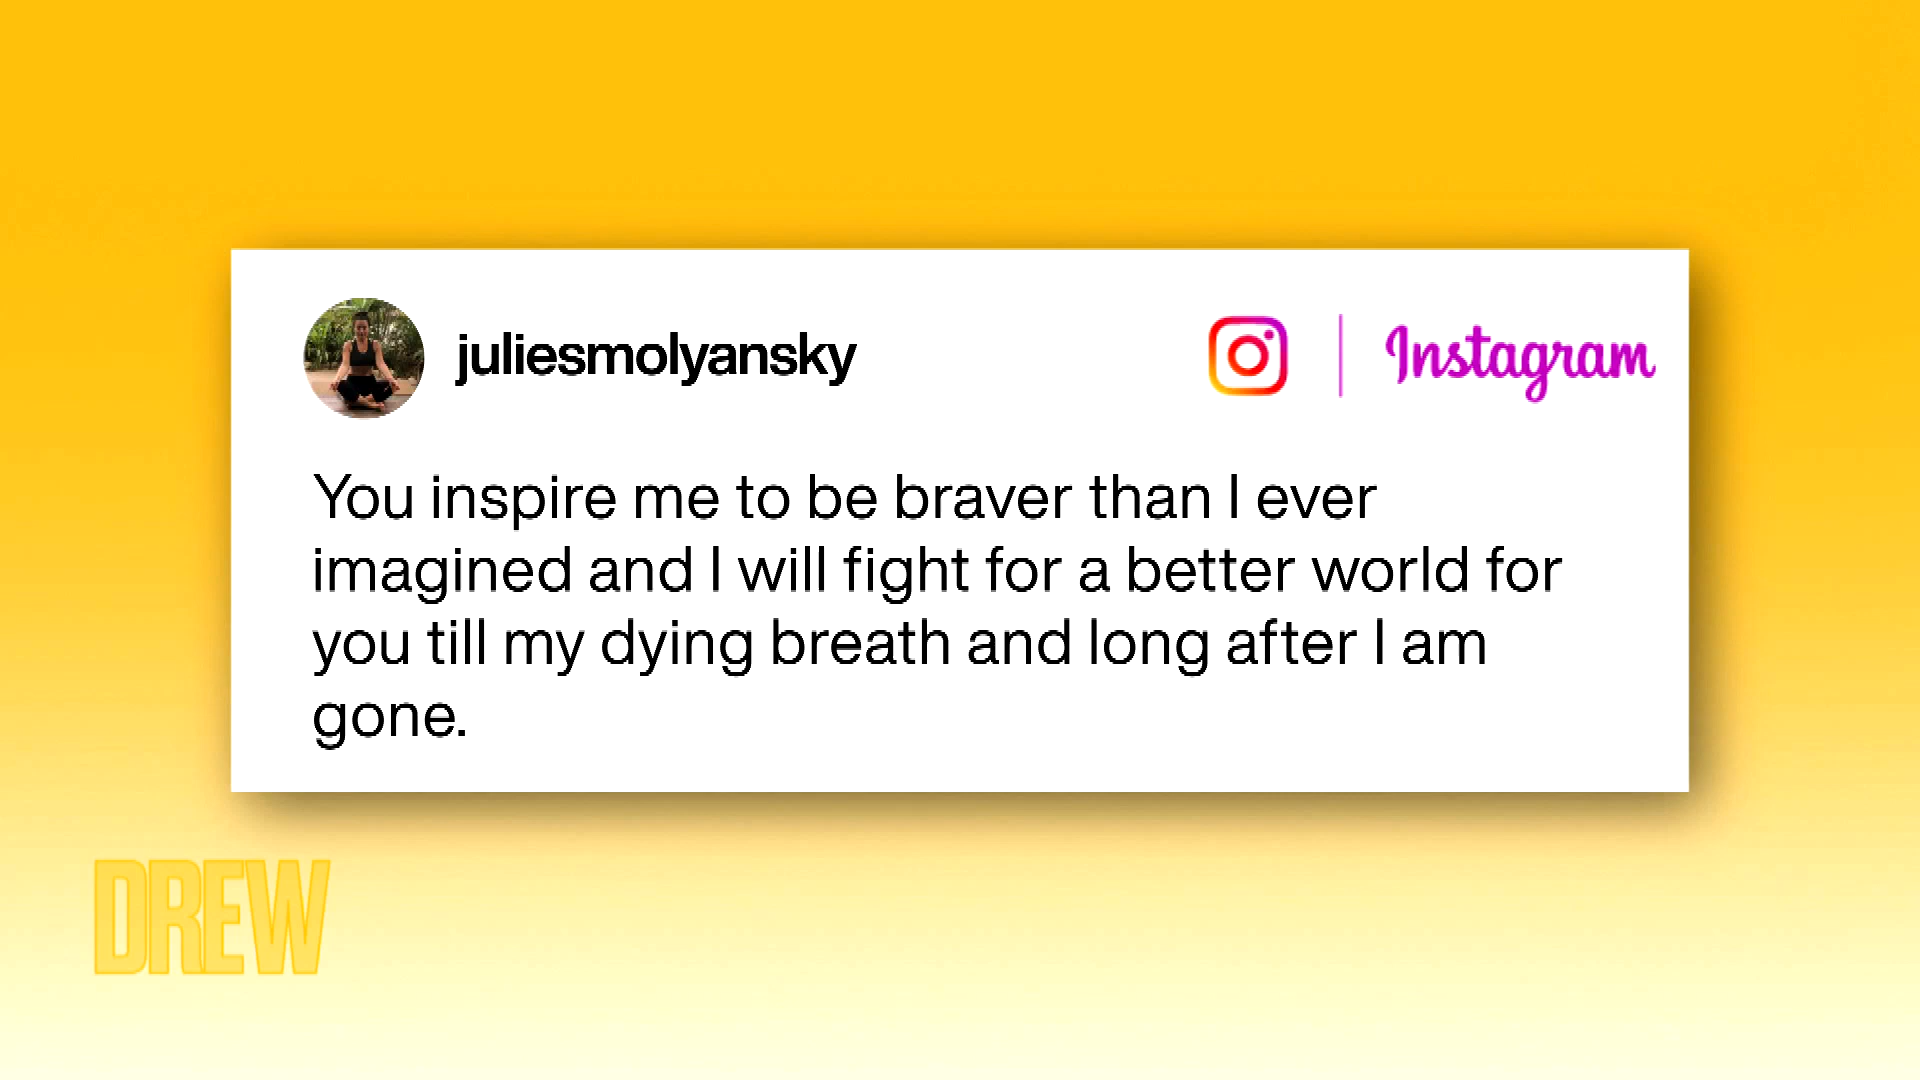 juliesmolyansky
Instagram
You inspire me to be braver than I ever
imagined and I will fight for a better world for
you till my dying breath and long after I am
gone.
DREW